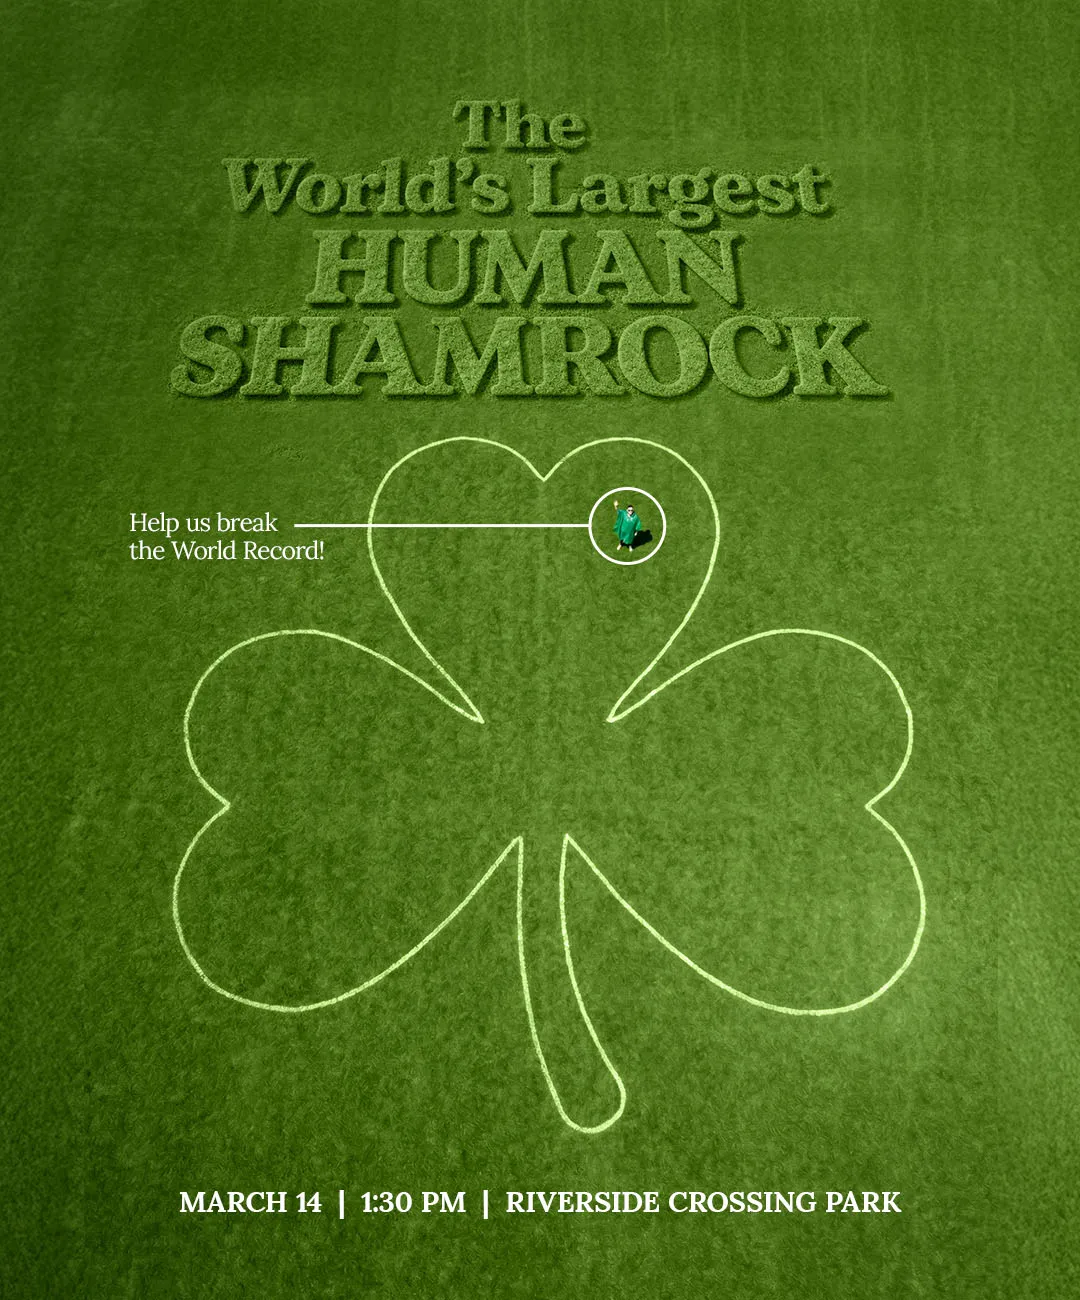 The
World’s Largest
HUMAN
SHAMROCK
Help us break
the World Record!
MARCH 14 | 1:30 PM | RIVERSIDE CROSSING PARK